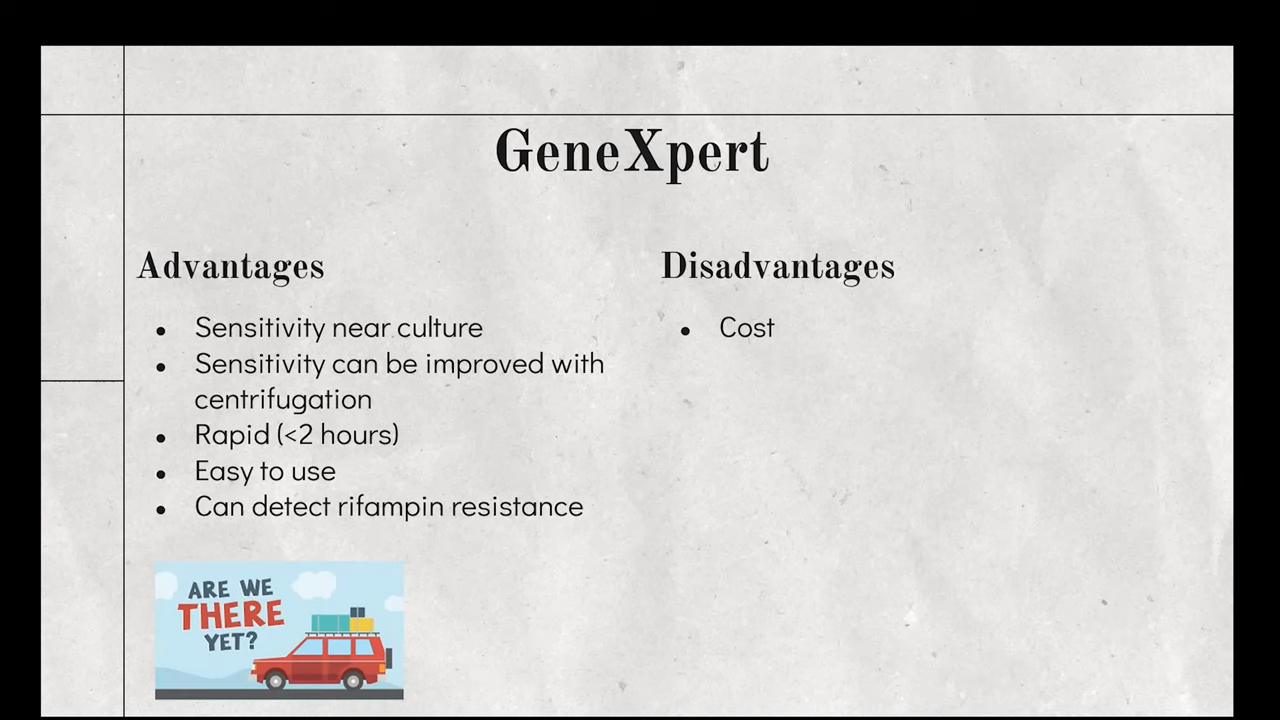 GeneXpert
Advantages
• Sensitivity near culture
• Sensitivity can be improved with
centrifugation
• Rapid (<2 hours)
• Easy to use
• Can detect rifampin resistance
Disadvantages
• Cost
ARE WE
THERE
YET?